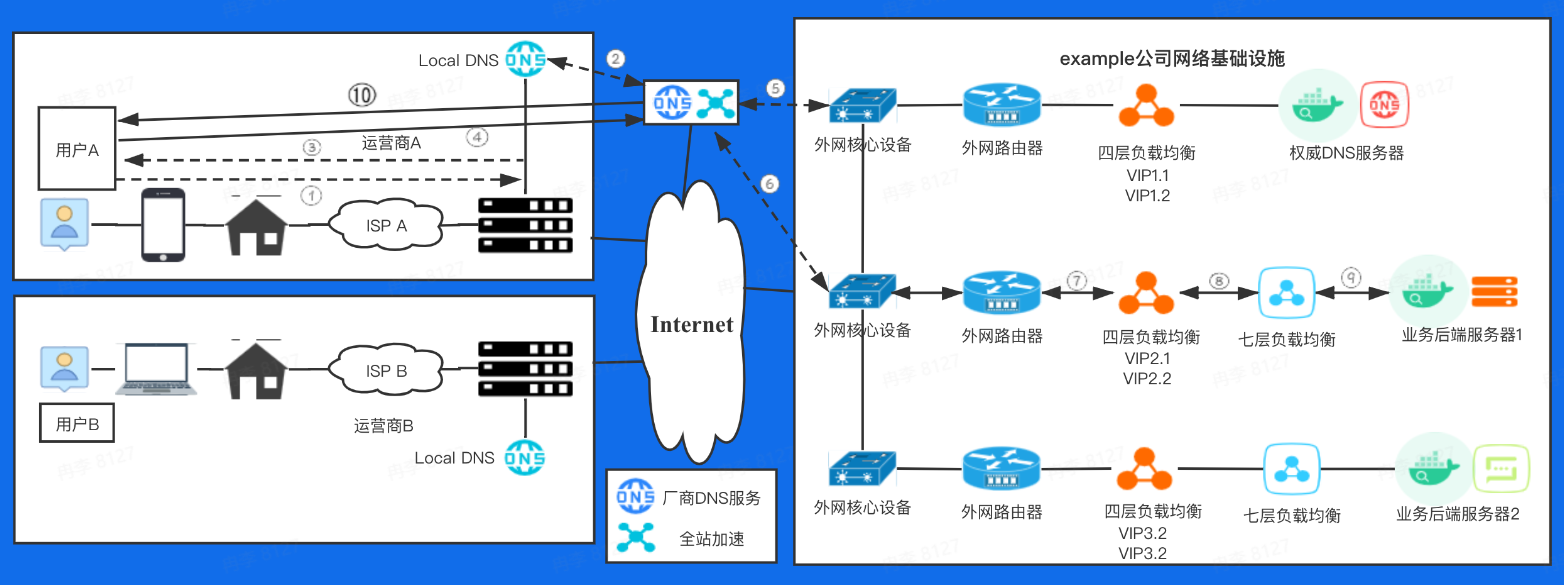 Local DNS
DNS
②
DNS
⑩
用户A
④
③
运营商A
①
ISP A
用户B
ISP B
运营商B
Local DNS
DNS
Internet
DNS
厂商DNS服务
全站加速
example公司网络基础设施
⑤
DNS
外网核心设备
外网路由器
四层负载均衡
VIP1.1
VIP1.2
权威DNS服务器
⑥
⑦
⑧
⑨
外网核心设备
外网路由器
四层负载均衡
VIP2.1
VIP2.2
七层负载均衡
业务后端服务器1
外网核心设备
外网路由器
四层负载均衡
VIP3.2
VIP3.2
七层负载均衡
业务后端服务器2
冉李 8127